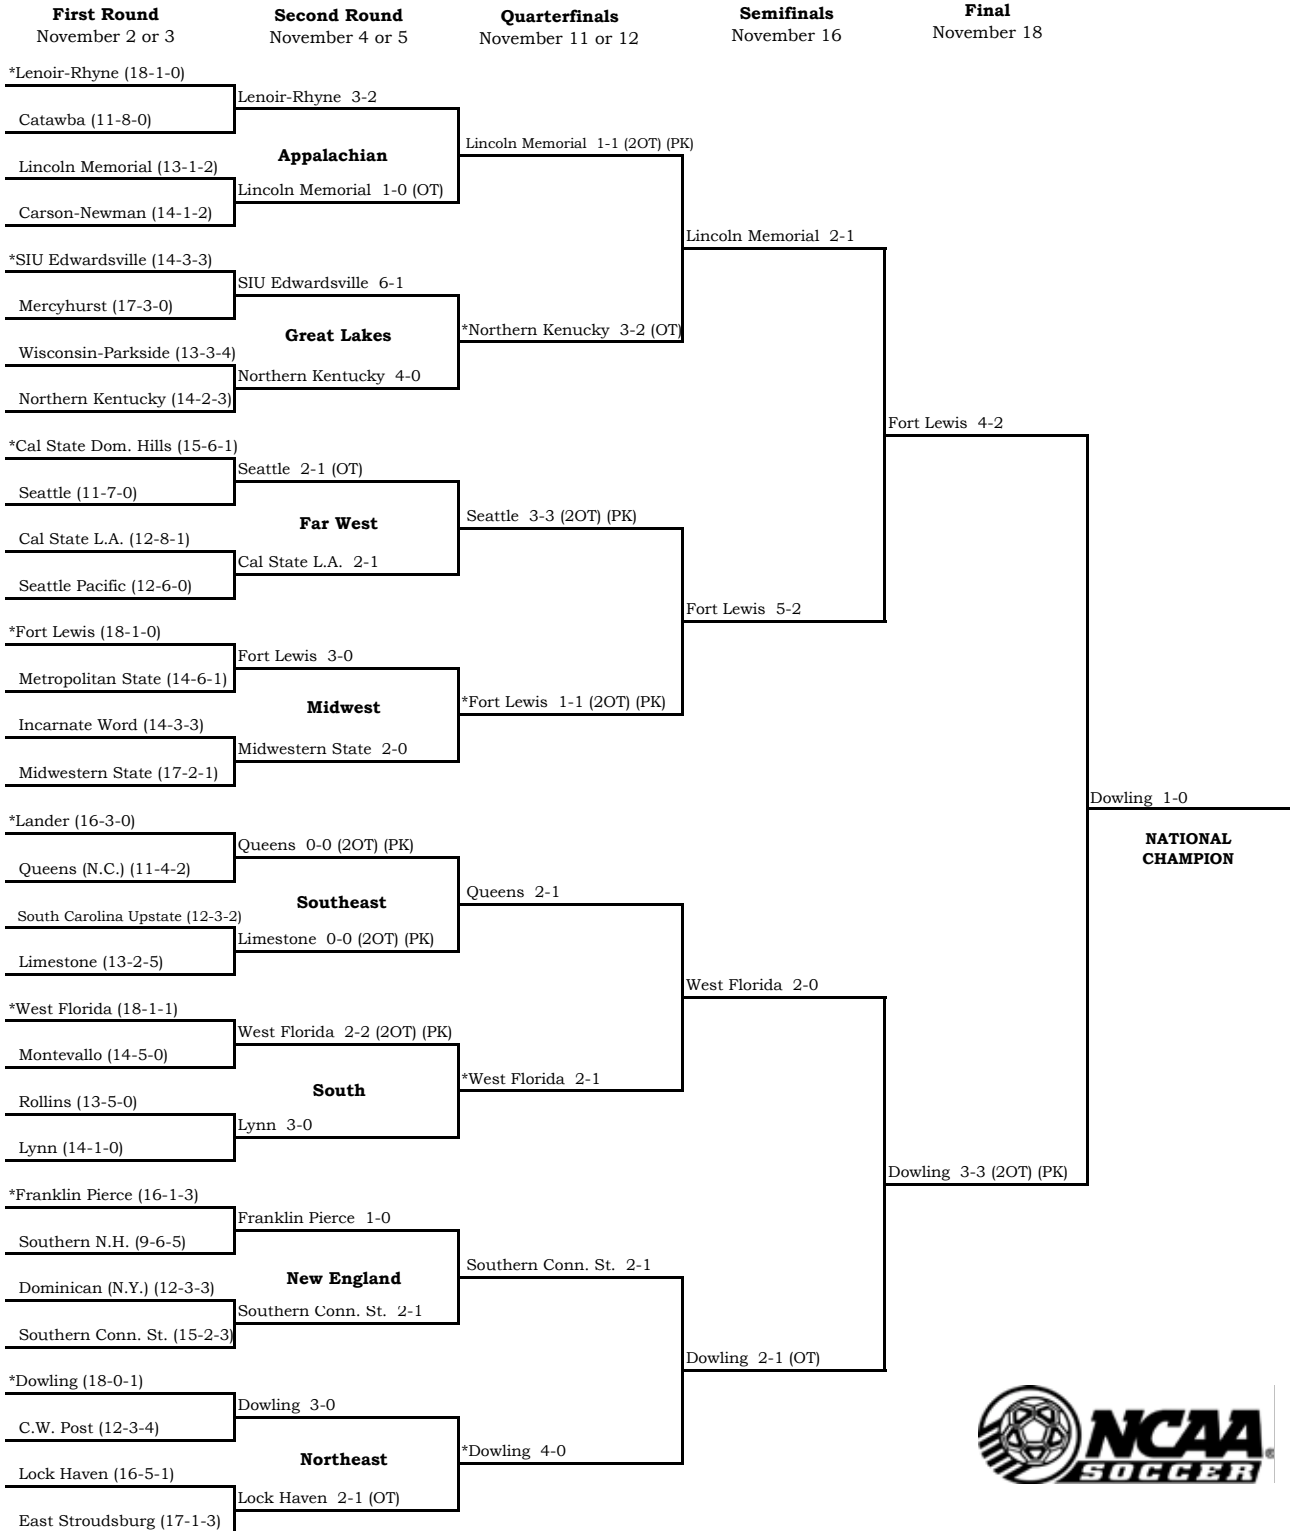 First Round
November 2 or 3
Second Round
November 4 or 5
Quarterfinals
November 11 or 12
Semifinals
November 16
Final
November 18
*Lenoir-Rhyne (18-1-0)
Lenoir-Rhyne 3-2
Catawba (11-8-0)
Lincoln Memorial 1-1 (2OT) (PK)
Appalachian
Lincoln Memorial (13-1-2)
Lincoln Memorial 1-0 (OT)
Carson-Newman (14-1-2)
Lincoln Memorial 2-1
*SIU Edwardsville (14-3-3)
SIU Edwardsville 6-1
Mercyhurst (17-3-0)
*Northern Kenucky 3-2 (OT)
Great Lakes
Wisconsin-Parkside (13-3-4)
Northern Kentucky 4-0
Northern Kentucky (14-2-3)
Fort Lewis 4-2
*Cal State Dom. Hills (15-6-1)
Seattle 2-1 (OT)
Seattle (11-7-0)
Seattle 3-3 (2OT) (PK)
Far West
Cal State L.A. (12-8-1)
Cal State L.A. 2-1
Seattle Pacific (12-6-0)
Fort Lewis 5-2
*Fort Lewis (18-1-0)
Fort Lewis 3-0
Metropolitan State (14-6-1)
*Fort Lewis 1-1 (2OT) (PK)
Midwest
Incarnate Word (14-3-3)
Midwestern State 2-0
Midwestern State (17-2-1)
Dowling 1-0
NATIONAL
CHAMPION
*Lander (16-3-0)
Queens 0-0 (2OT) (PK)
Queens (N.C.) (11-4-2)
Queens 2-1
Southeast
South Carolina Upstate (12-3-2)
Limestone 0-0 (2OT) (PK)
Limestone (13-2-5)
West Florida 2-0
*West Florida (18-1-1)
West Florida 2-2 (2OT) (PK)
Montevallo (14-5-0)
*West Florida 2-1
South
Rollins (13-5-0)
Lynn 3-0
Lynn (14-1-0)
Dowling 3-3 (2OT) (PK)
*Franklin Pierce (16-1-3)
Franklin Pierce 1-0
Southern N.H. (9-6-5)
Southern Conn. St. 2-1
New England
Dominican (N.Y.) (12-3-3)
Southern Conn. St. 2-1
Southern Conn. St. (15-2-3)
Dowling 2-1 (OT)
*Dowling (18-0-1)
Dowling 3-0
C.W. Post (12-3-4)
*Dowling 4-0
Northeast
Lock Haven (16-5-1)
Lock Haven 2-1 (OT)
East Stroudsburg (17-1-3)
NCAA
SOCCER